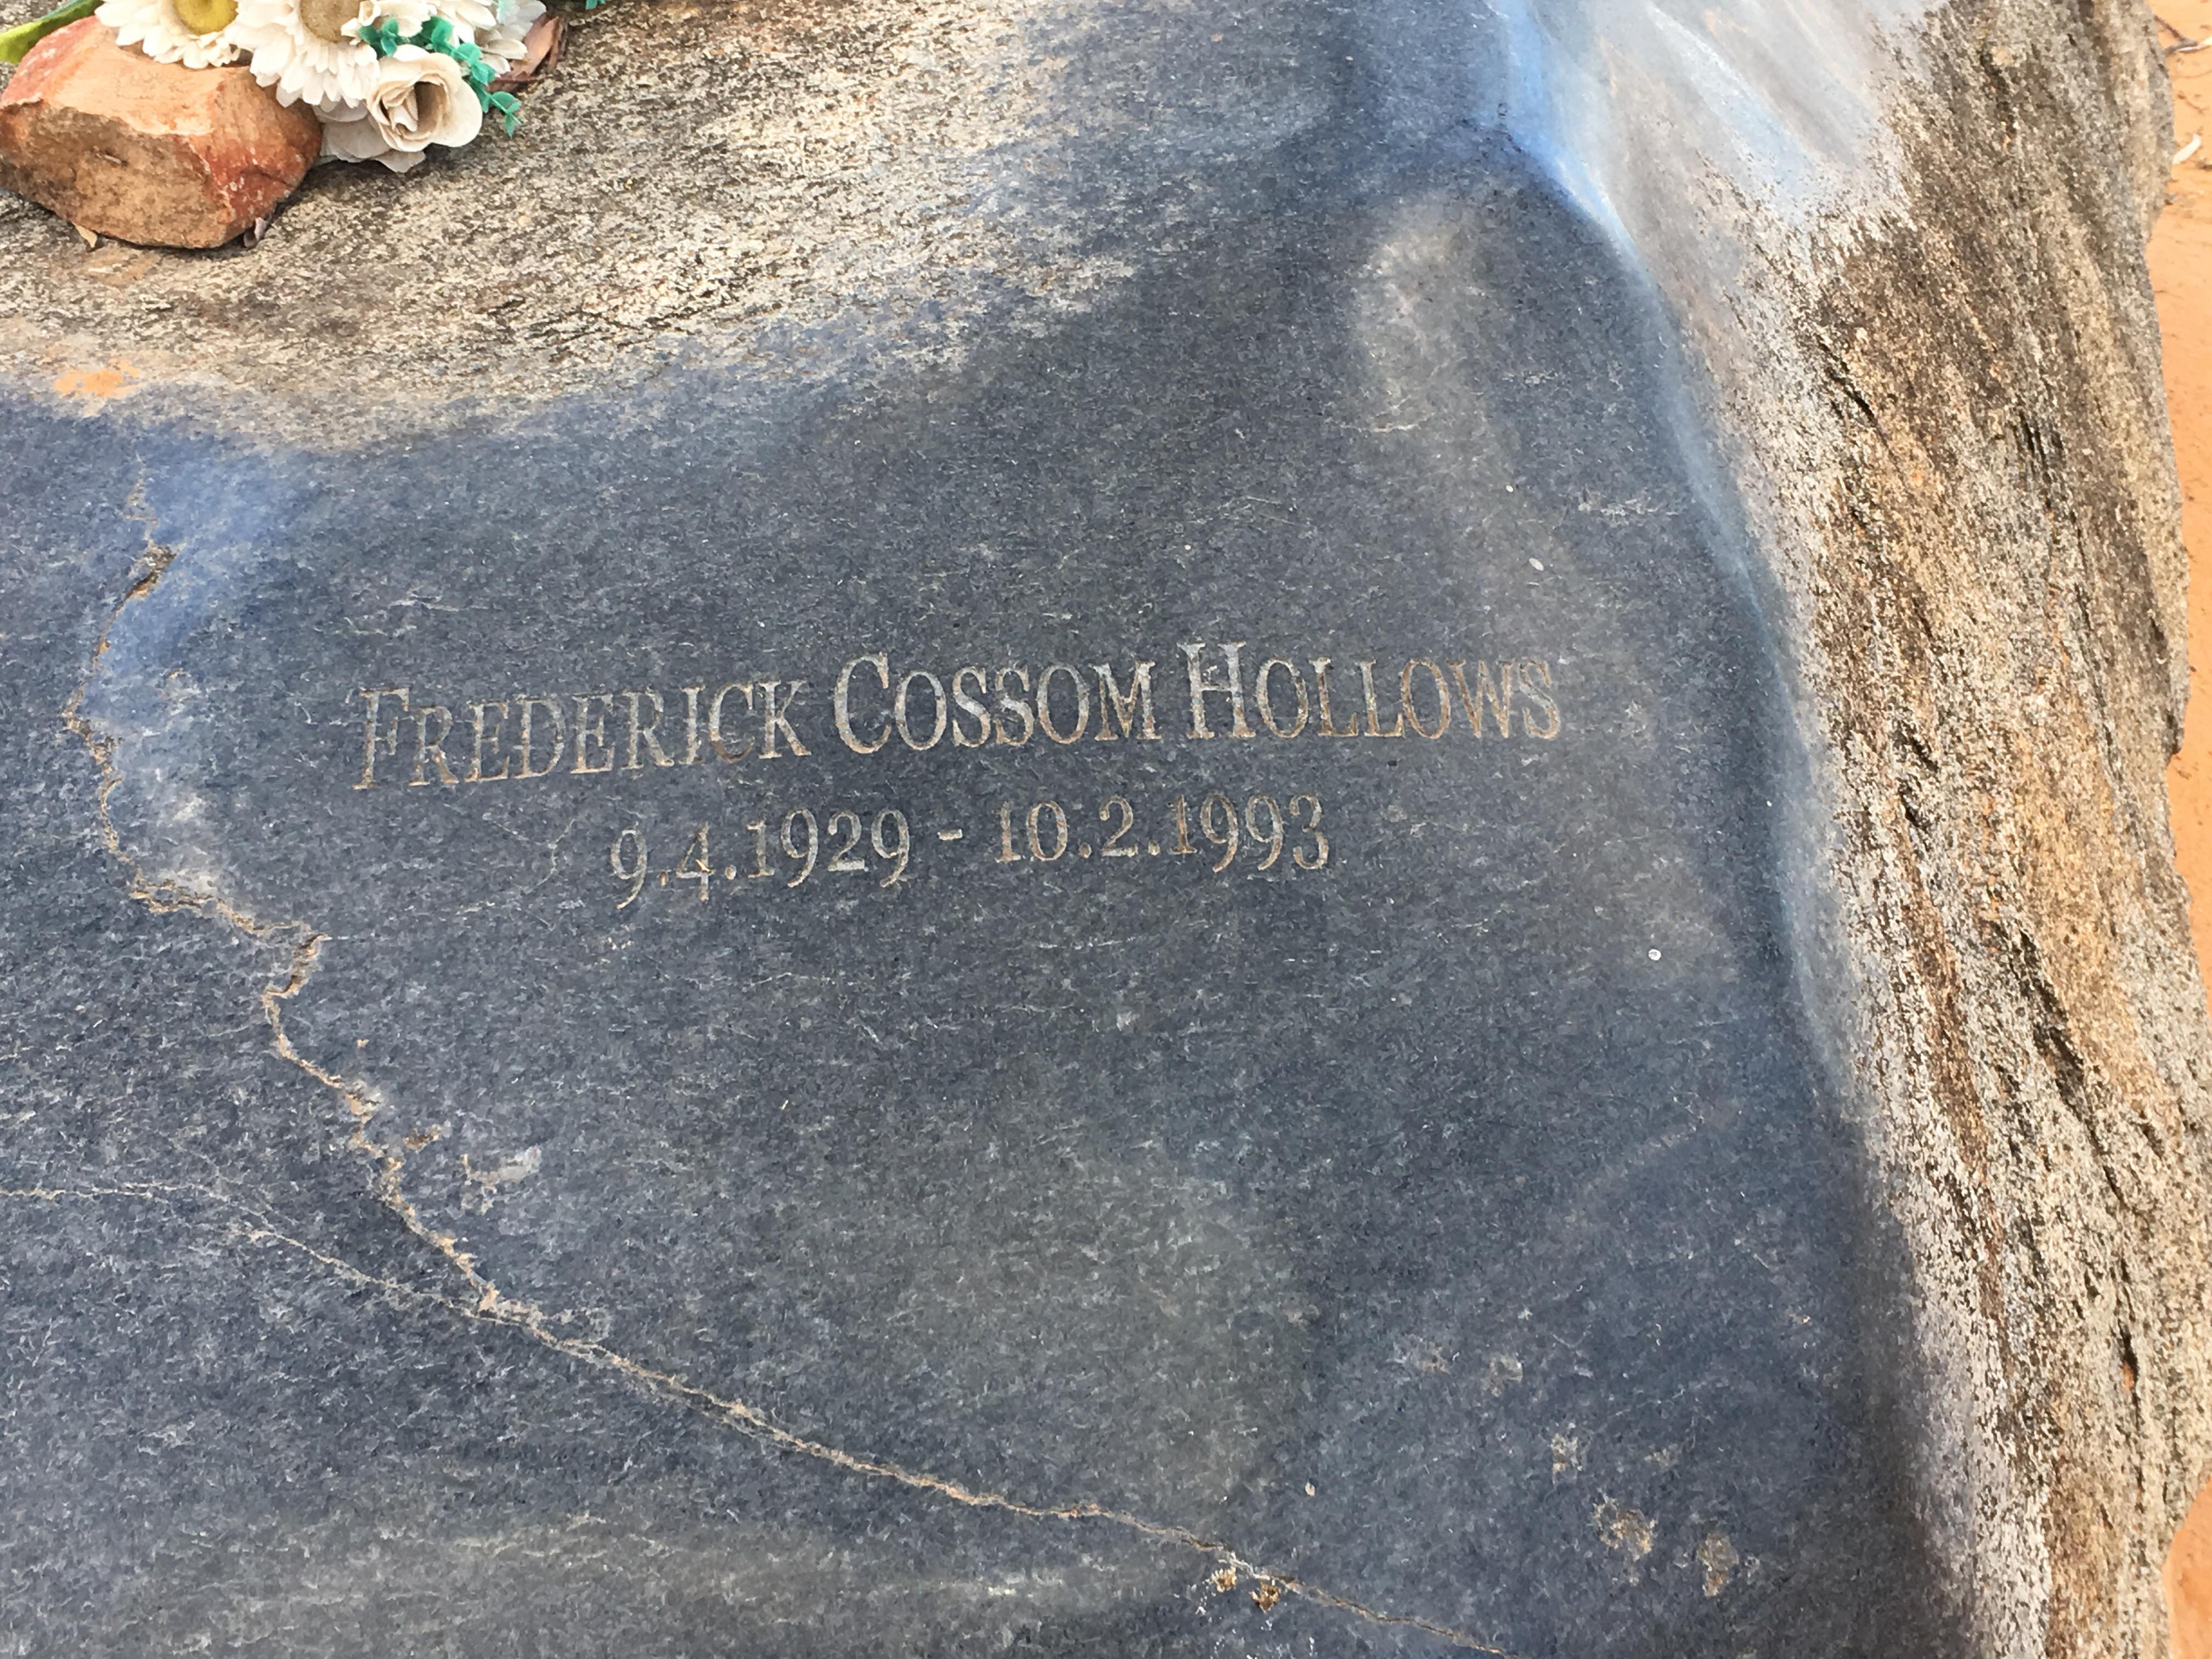 FREDERICK COSSOM HOLLOWS
9.4.1929 - 10.2.1993